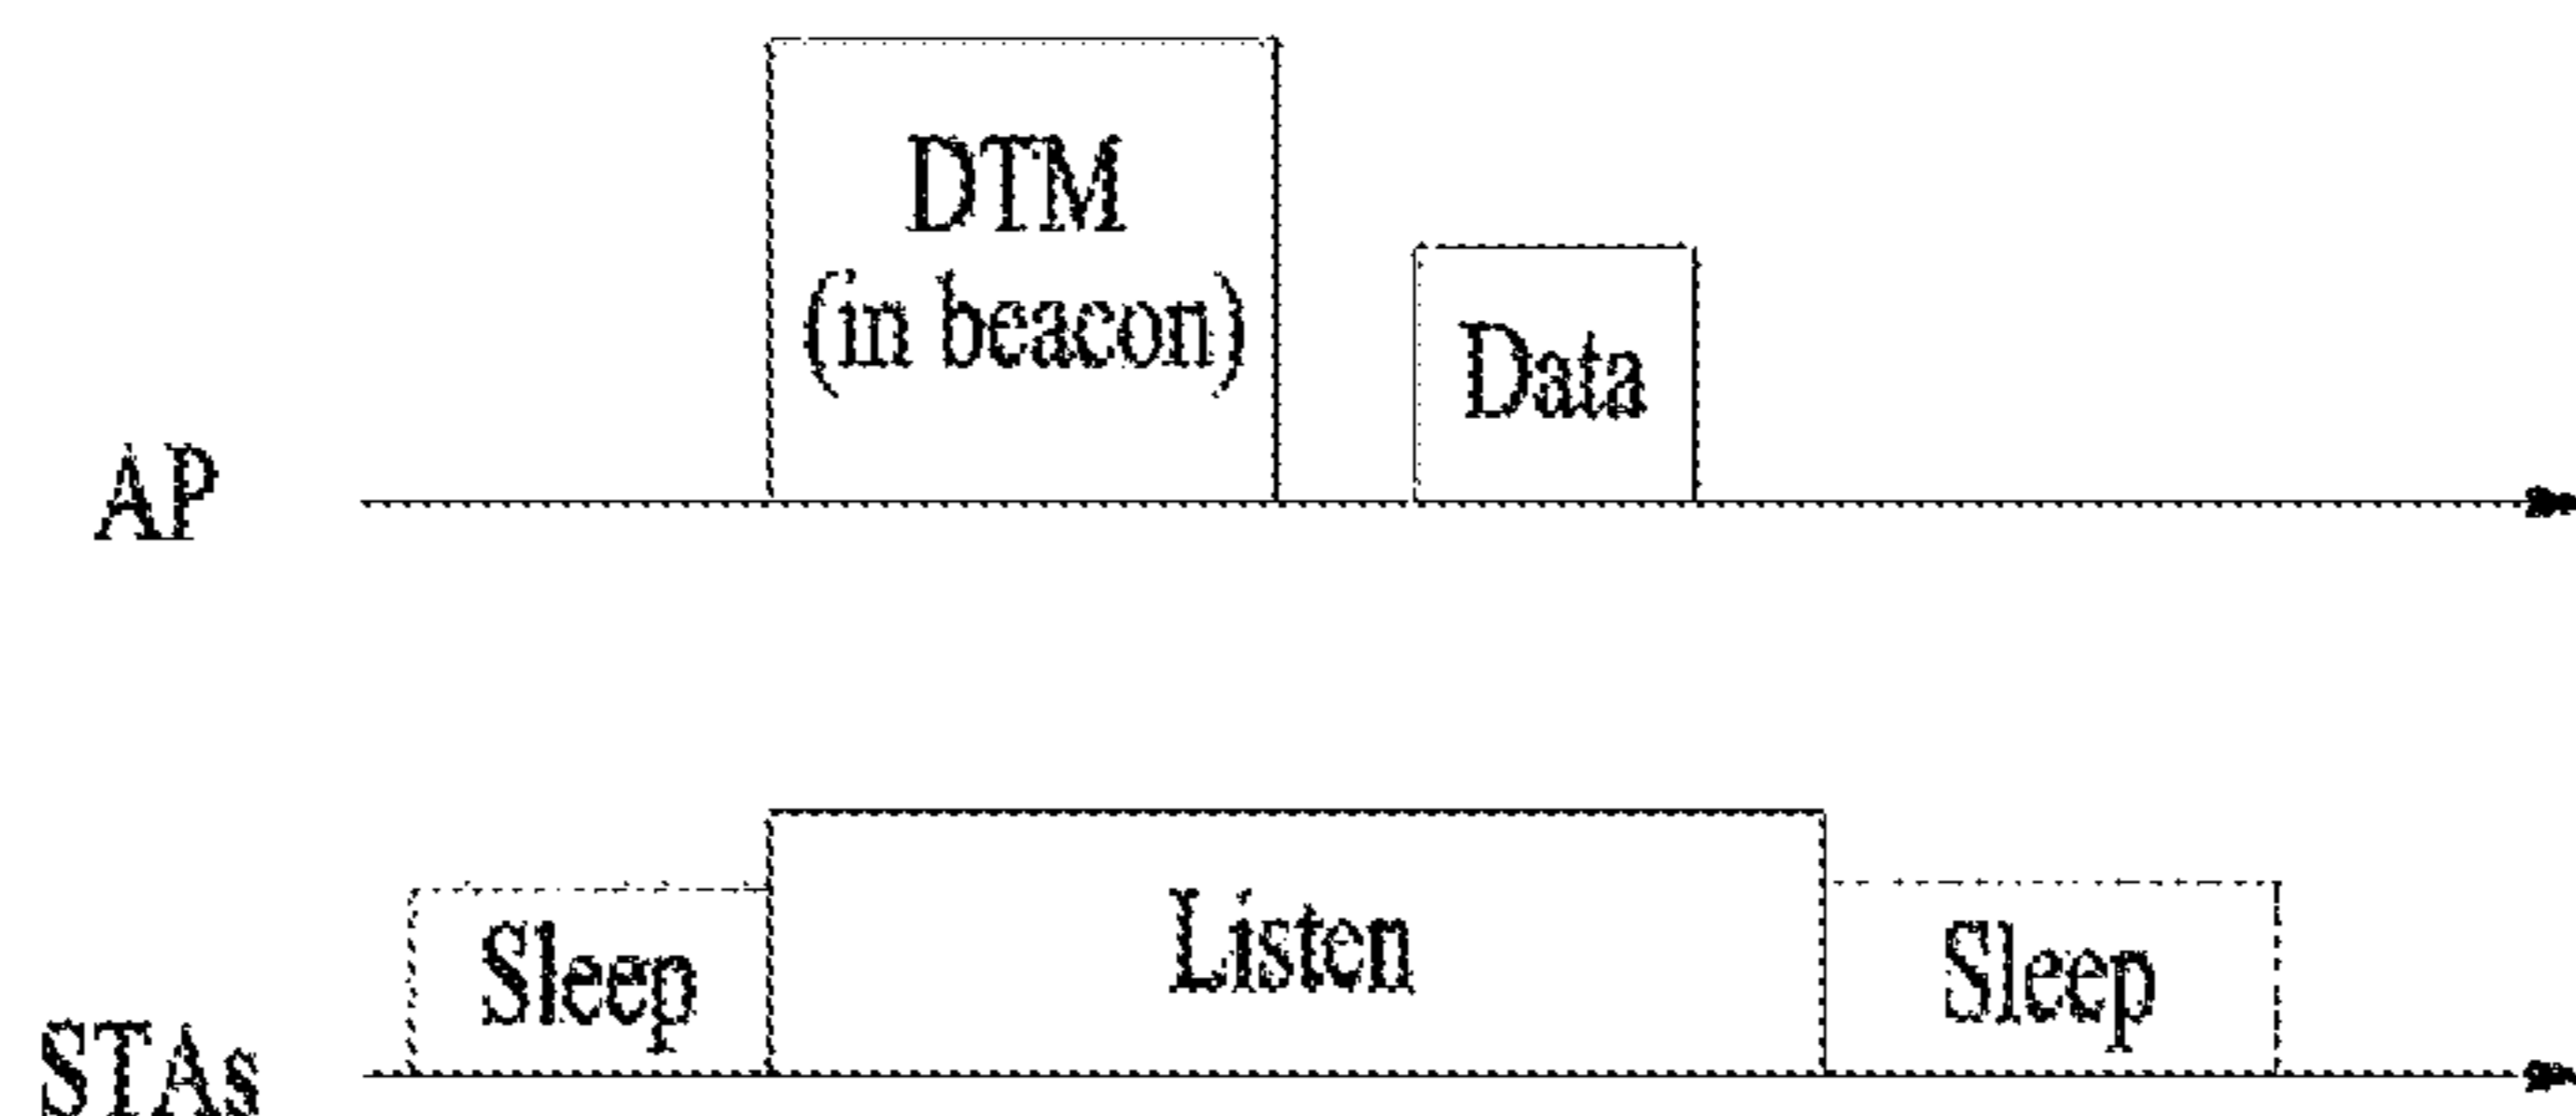 DTM
(in beacon)
Data
AP
Sleep
Listen
Sleep
STAs